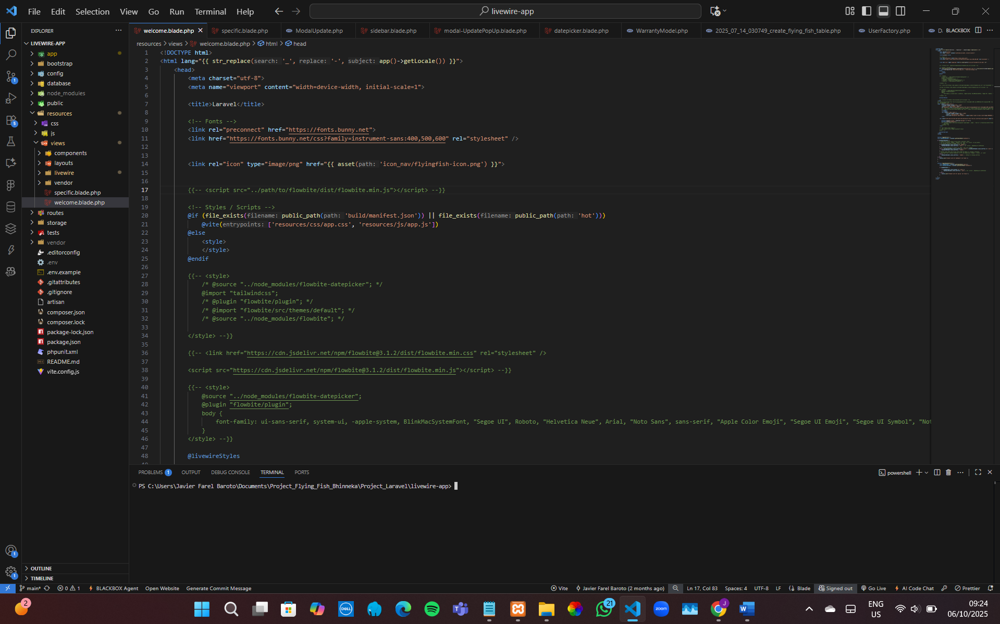 File Edit Selection View Go Run Terminal Help livewire-app
EXPLORER
welcome.blade.php specific.blade.php ModalUpdate.php sidebar.blade.php modal-UpdatePopUp.blade.php datepicker.blade.php WarrantyModel.php 2025_07_14_030749_create_flying_fish_table.php UserFactory.php D. BLACKBOX
LIVEWIRE-APP
app
bootstrap
config
database
node_modules
public
resources
css
js
views
components
layouts
livewire
vendor
specific.blade.php
welcome.blade.php
routes
storage
tests
vendor
.editorconfig
.env
.env.example
.gitattributes
.gitignore
artisan
composer.json
composer.lock
package-lock.json
package.json
phpunit.xml
README.md
vite.config.js
OUTLINE
TIMELINE
resources > views > welcome.blade.php > html > head
1 <!DOCTYPE html>
2 <html lang="{{ str_replace(search: '_', replace: '-', subject: app()->getLocale()) }}">
3 <head>
4 <meta charset="utf-8">
5 <meta name="viewport" content="width=device-width, initial-scale=1">
6
7 <title>Laravel</title>
8
9 <!-- Fonts -->
10 <link rel="preconnect" href="https://fonts.bunny.net">
11 <link href="https://fonts.bunny.net/css?family=instrument-sans:400,500,600" rel="stylesheet" />
12
13
14 <link rel="icon" type="image/png" href="{{ asset(path: 'icon_nav/flyingfish-icon.png') }}">
15
16
17 {{-- <script src="../path/to/flowbite/dist/flowbite.min.js"></script> --}}
18
19 <!-- Styles / Scripts -->
20 @if (file_exists(filename: public_path(path: 'build/manifest.json')) || file_exists(filename: public_path(path: 'hot')))
21 @vite(entrypoints: ['resources/css/app.css', 'resources/js/app.js'])
22 @else
23 <style>
24 </style>
25 @endif
26
27 {{-- <style>
28 /* @source "../node_modules/flowbite-datepicker"; */
29 @import "tailwindcss";
30 /* @plugin "flowbite/plugin"; */
31 /* @import "flowbite/src/themes/default"; */
32 /* @source "../node_modules/flowbite"; */
33
34 </style> --}}
35
36 {{-- <link href="https://cdn.jsdelivr.net/npm/flowbite@3.1.2/dist/flowbite.min.css" rel="stylesheet" />
37
38 <script src="https://cdn.jsdelivr.net/npm/flowbite@3.1.2/dist/flowbite.min.js"></script> --}}
39
40 {{-- <style>
41 @source "../node_modules/flowbite-datepicker";
42 @plugin "flowbite/plugin";
43 body {
44 font-family: ui-sans-serif, system-ui, -apple-system, BlinkMacSystemFont, "Segoe UI", Roboto, "Helvetica Neue", Arial, "Noto Sans", sans-serif, "Apple Color Emoji", "Segoe UI Emoji", "Segoe UI Symbol", "Not
45 }
46 </style> --}}
47
48 @livewireStyles
PROBLEMS 1 OUTPUT DEBUG CONSOLE TERMINAL PORTS powershell
PS C:\Users\Javier Farel Baroto\Documents\Project_Flying_Fish_Bhinneka\Project_Laravel\livewire-app>
main* 0 1 BLACKBOX Agent Open Website Generate Commit Message Vite Javier Farel Baroto (2 months ago) Ln 17, Col 83 Spaces: 4 UTF-8 LF Blade Signed out Go Live AI Code Chat Prettier
2 DELL 21 zoom J ENG 09:24
US 06/10/2025